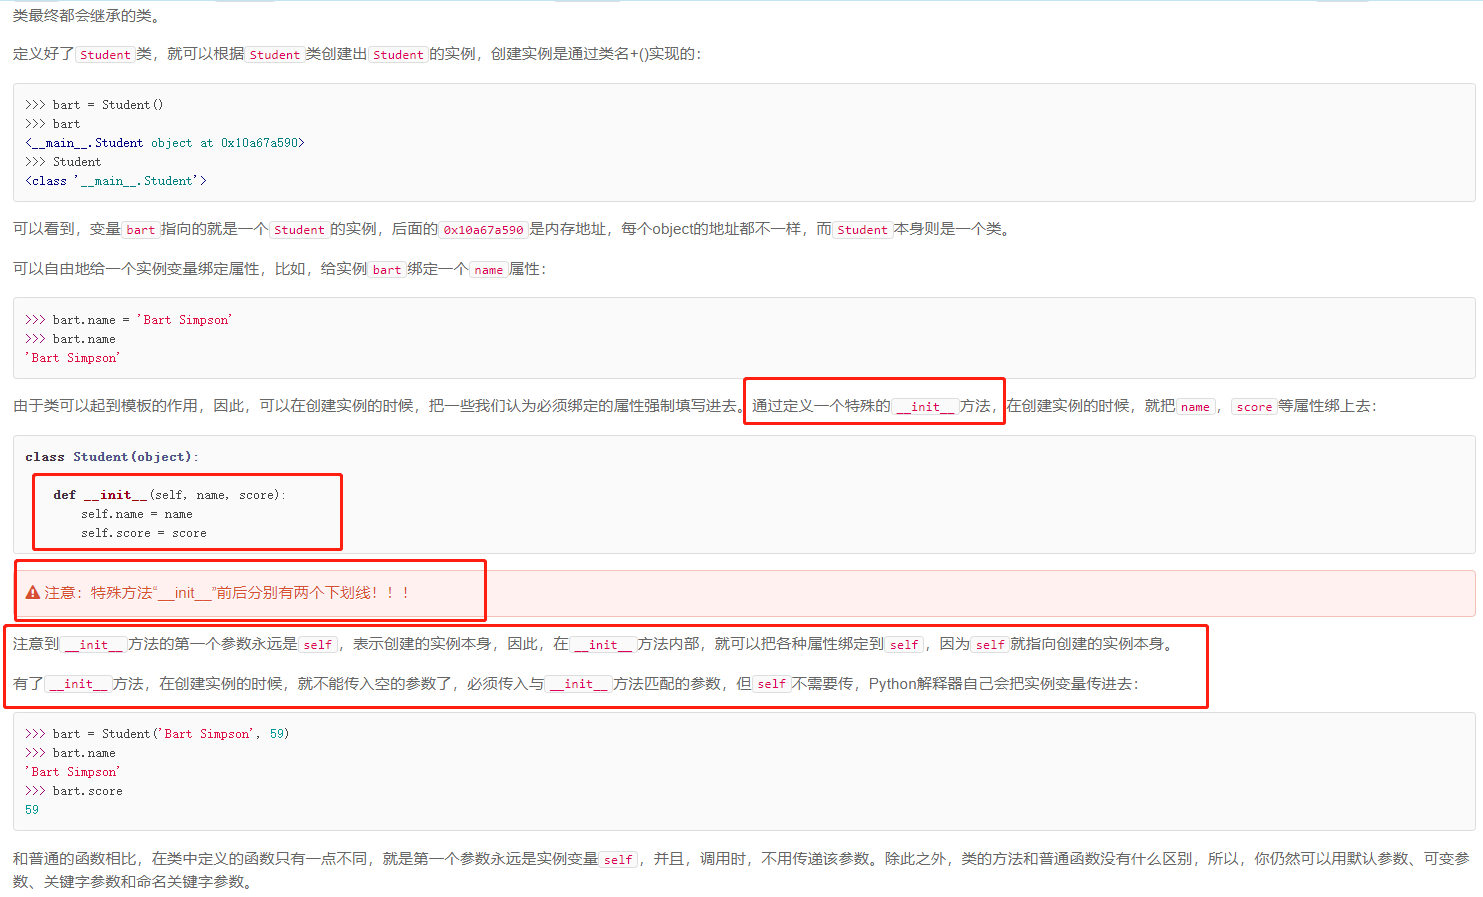 类最终都会继承的类。
定义好了Student类，就可以根据Student类创建出Student的实例，创建实例是通过类名+()实现的：
>>> bart = Student()
>>> bart
<__main__.Student object at 0x10a67a590>
>>> Student
<class '__main__.Student'>
可以看到，变量bart指向的就是一个Student的实例，后面的0x10a67a590是内存地址，每个object的地址都不一样，而Student本身则是一个类。
可以自由地给一个实例变量绑定属性，比如，给实例bart绑定一个name属性：
>>> bart.name = 'Bart Simpson'
>>> bart.name
'Bart Simpson'
由于类可以起到模板的作用，因此，可以在创建实例的时候，把一些我们认为必须绑定的属性强制填写进去。通过定义一个特殊的__init__方法，在创建实例的时候，就把name，score等属性绑上去：
class Student(object):
def __init__(self, name, score):
self.name = name
self.score = score
注意：特殊方法“__init__”前后分别有两个下划线！！！
注意到__init__方法的第一个参数永远是self，表示创建的实例本身，因此，在__init__方法内部，就可以把各种属性绑定到self，因为self就指向创建的实例本身。
有了__init__方法，在创建实例的时候，就不能传入空的参数了，必须传入与__init__方法匹配的参数，但self不需要传，Python解释器自己会把实例变量传进去：
>>> bart = Student('Bart Simpson', 59)
>>> bart.name
'Bart Simpson'
>>> bart.score
59
和普通的函数相比，在类中定义的函数只有一点不同，就是第一个参数永远是实例变量self，并且，调用时，不用传递该参数。除此之外，类的方法和普通函数没有什么区别，所以，你仍然可以用默认参数、可变参
数、关键字参数和命名关键字参数。